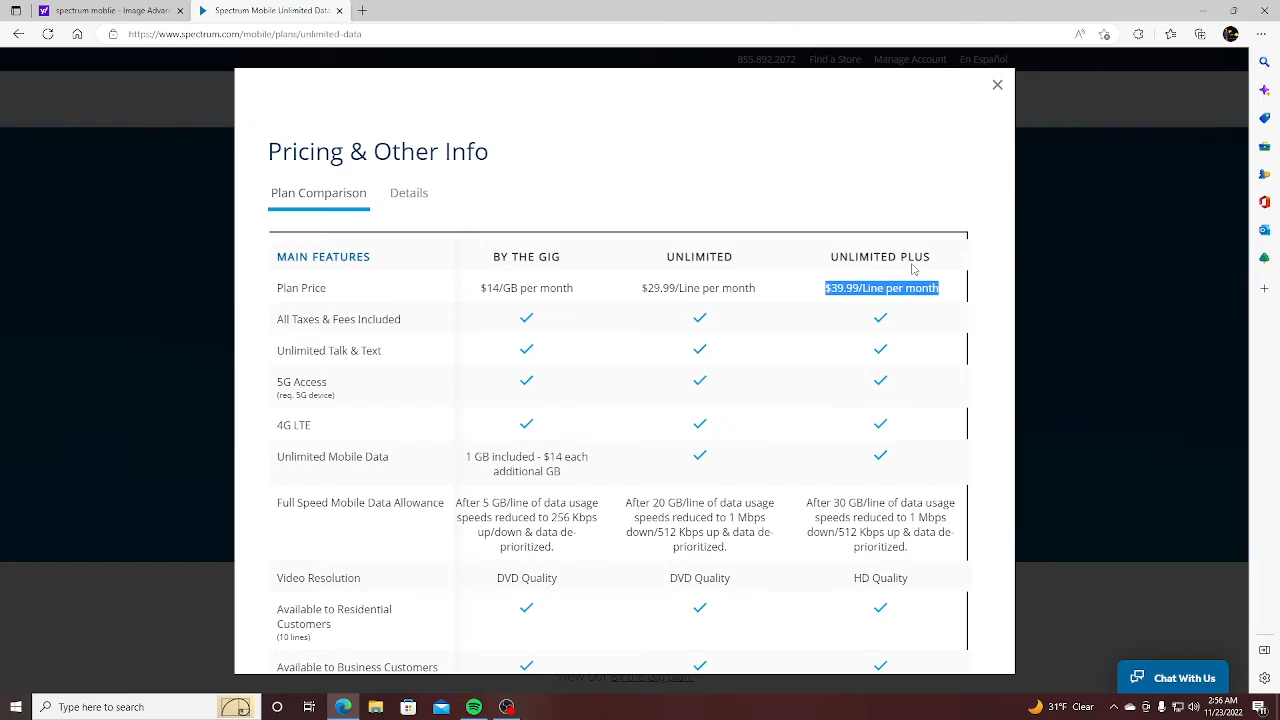 spectrum mobile - Image Advanc
Spectrum Mobile Unlimited Data
https://www.spectrum.com/mobile/plans/unlimited-data
855.892.2072 Find a Store Manage Account En Español
Pricing & Other Info
Plan Comparison Details
MAIN FEATURES BY THE GIG UNLIMITED UNLIMITED PLUS
Plan Price $14/GB per month $29.99/Line per month $39.99/Line per month
All Taxes & Fees Included
Unlimited Talk & Text
5G Access
(req. 5G device)
4G LTE
Unlimited Mobile Data 1 GB included - $14 each
additional GB
Full Speed Mobile Data Allowance After 5 GB/line of data usage After 20 GB/line of data usage After 30 GB/line of data usage
speeds reduced to 256 Kbps speeds reduced to 1 Mbps speeds reduced to 1 Mbps
up/down & data de- down/512 Kbps up & data de- down/512 Kbps up & data de-
prioritized. prioritized. prioritized.
Video Resolution DVD Quality DVD Quality HD Quality
Available to Residential
Customers
(10 lines)
Available to Business Customers
View our By the Gig plan.
Chat With Us
Type here to search
31°F Clear
2:56 AM
11/23/2022